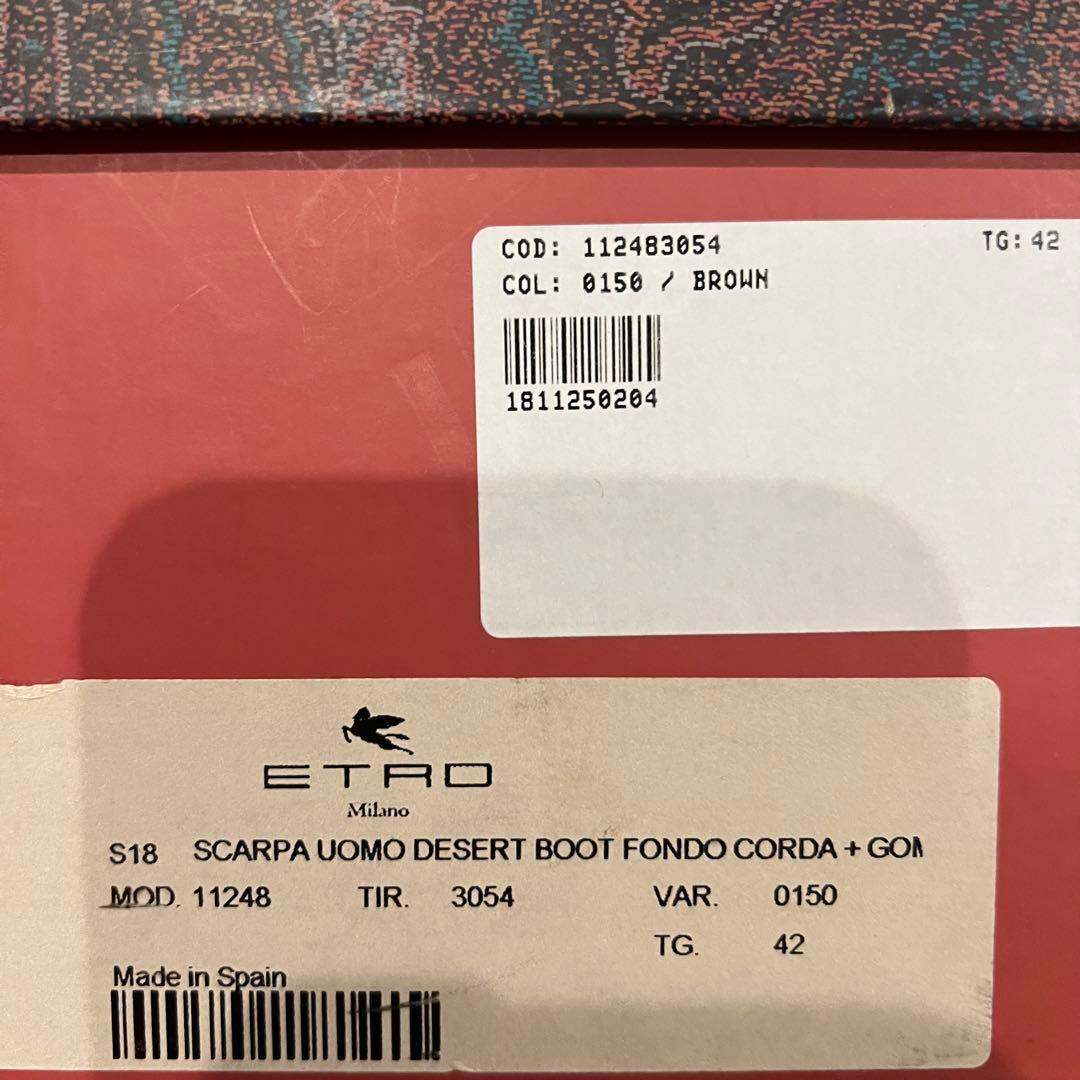 COD: 112483054 TG: 42
COL: 0150 / BROWN
1811250204
ETRO
Milano
S18 SCARPA UOMO DESERT BOOT FONDO CORDA + GOM
MOD. 11248 TIR. 3054 VAR. 0150
TG. 42
Made in Spain